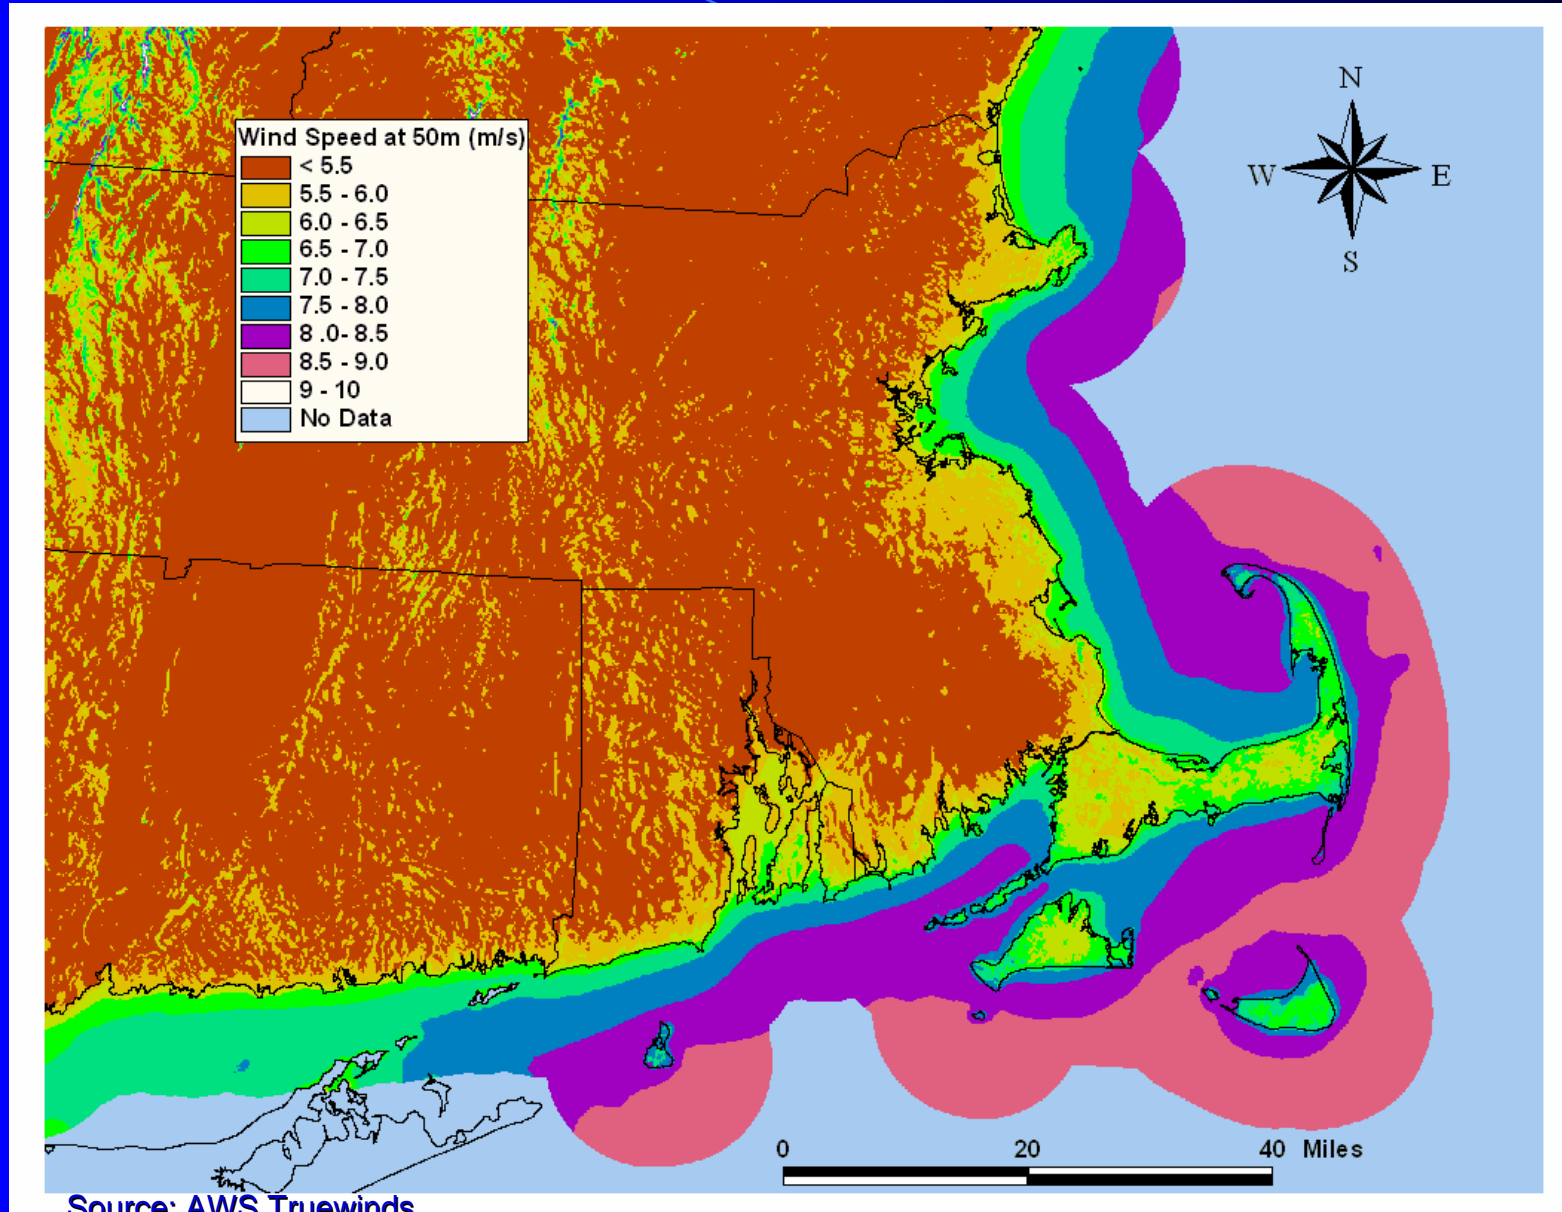 N
W E
S
Wind Speed at 50m (m/s)
< 5.5
5.5 - 6.0
6.0 - 6.5
6.5 - 7.0
7.0 - 7.5
7.5 - 8.0
8 .0- 8.5
8.5 - 9.0
9 - 10
No Data
0 20 40 Miles
Source: AWS Truewinds